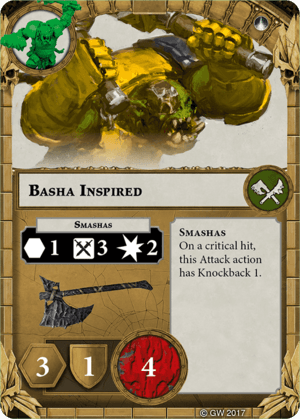 Basha Inspired
Smashas
1 3 2
Smashas
On a critical hit,
this Attack action
has Knockback 1.
3 1 4
© GW 2017